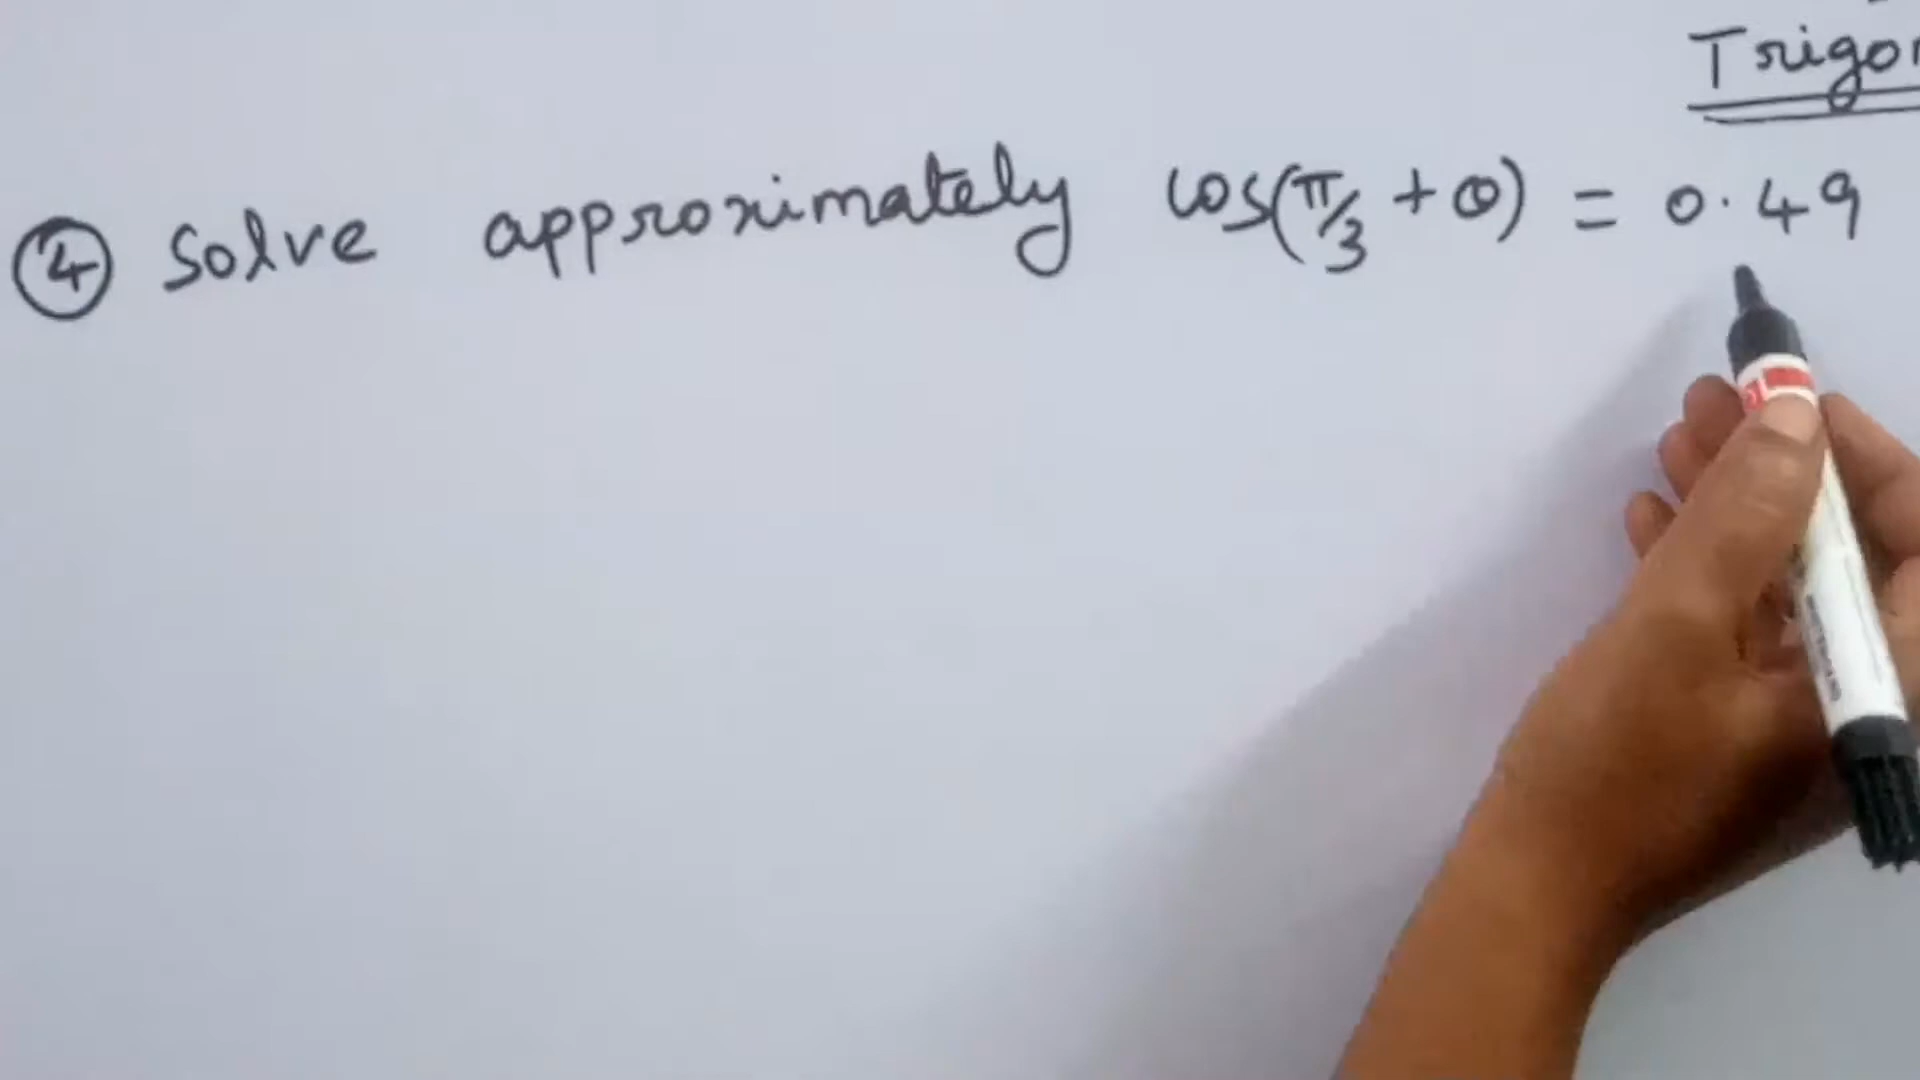 Trigon
④ Solve approximately cos(π/3 + θ) = 0.49